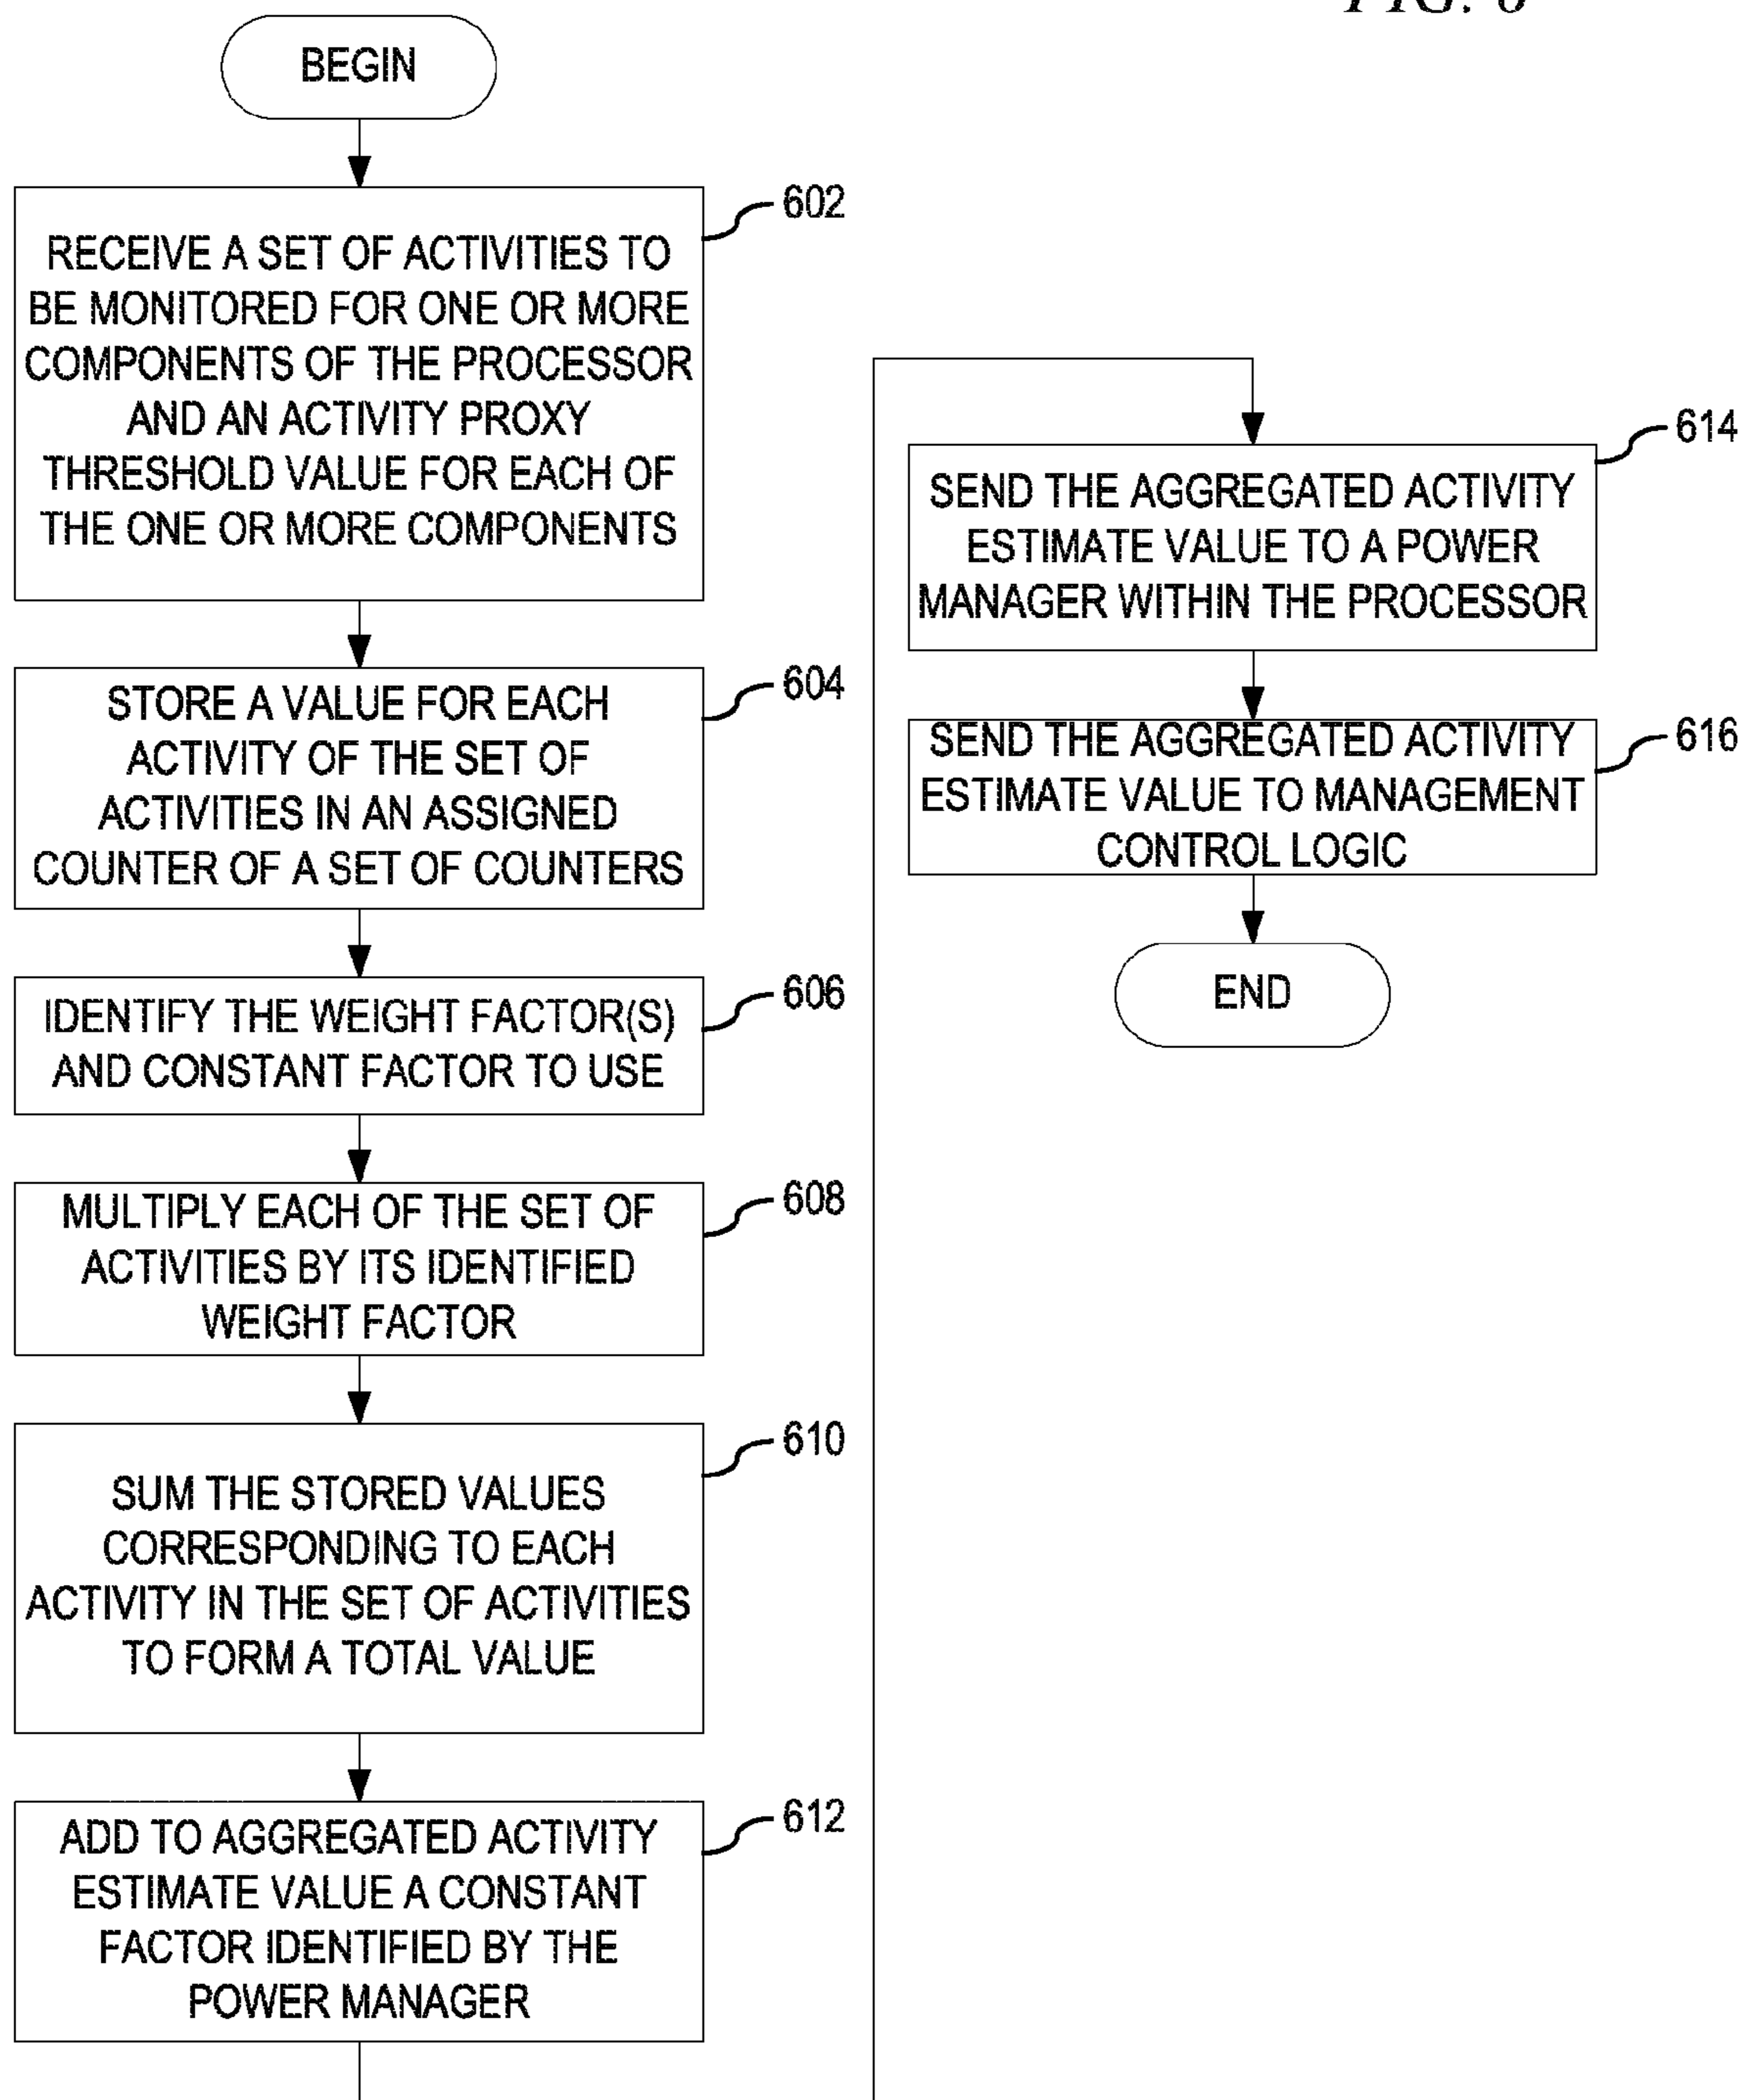 FIG. 6
BEGIN
602
RECEIVE A SET OF ACTIVITIES TO
BE MONITORED FOR ONE OR MORE
COMPONENTS OF THE PROCESSOR
AND AN ACTIVITY PROXY
THRESHOLD VALUE FOR EACH OF
THE ONE OR MORE COMPONENTS
604
STORE A VALUE FOR EACH
ACTIVITY OF THE SET OF
ACTIVITIES IN AN ASSIGNED
COUNTER OF A SET OF COUNTERS
606
IDENTIFY THE WEIGHT FACTOR(S)
AND CONSTANT FACTOR TO USE
608
MULTIPLY EACH OF THE SET OF
ACTIVITIES BY ITS IDENTIFIED
WEIGHT FACTOR
610
SUM THE STORED VALUES
CORRESPONDING TO EACH
ACTIVITY IN THE SET OF ACTIVITIES
TO FORM A TOTAL VALUE
612
ADD TO AGGREGATED ACTIVITY
ESTIMATE VALUE A CONSTANT
FACTOR IDENTIFIED BY THE
POWER MANAGER
614
SEND THE AGGREGATED ACTIVITY
ESTIMATE VALUE TO A POWER
MANAGER WITHIN THE PROCESSOR
616
SEND THE AGGREGATED ACTIVITY
ESTIMATE VALUE TO MANAGEMENT
CONTROL LOGIC
END